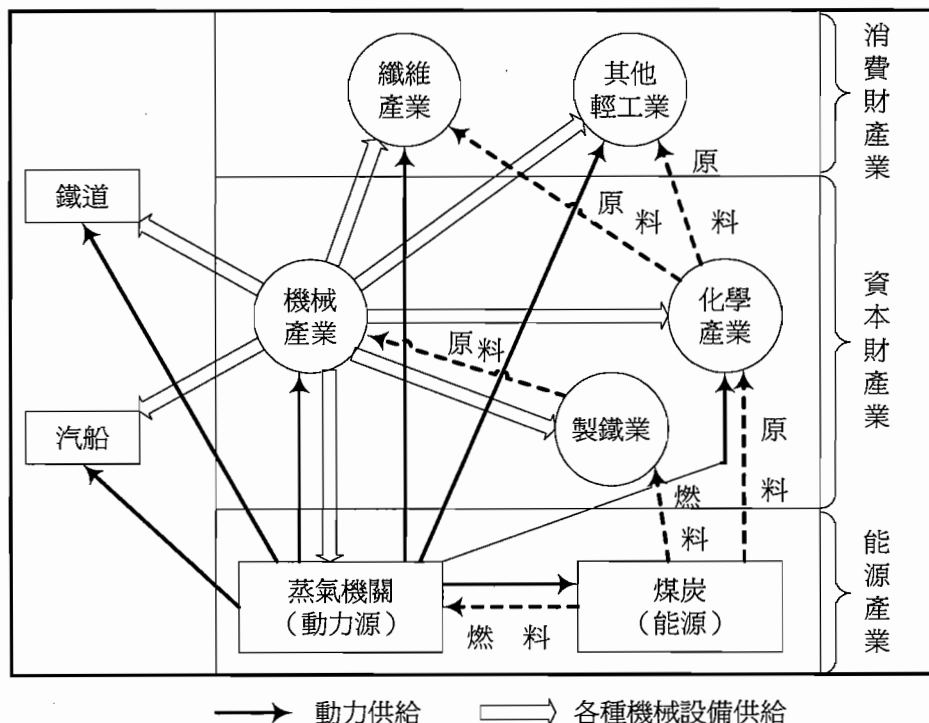 纖維
產業
其他
輕工業
消費財產業
原
料
原
料
鐵道
機械
產業
化學
產業
資本財產業
原料
汽船
製鐵業
原
料
燃
料
蒸氣機關
（動力源）
煤炭
（能源）
燃 料
能源產業
動力供給
各種機械設備供給